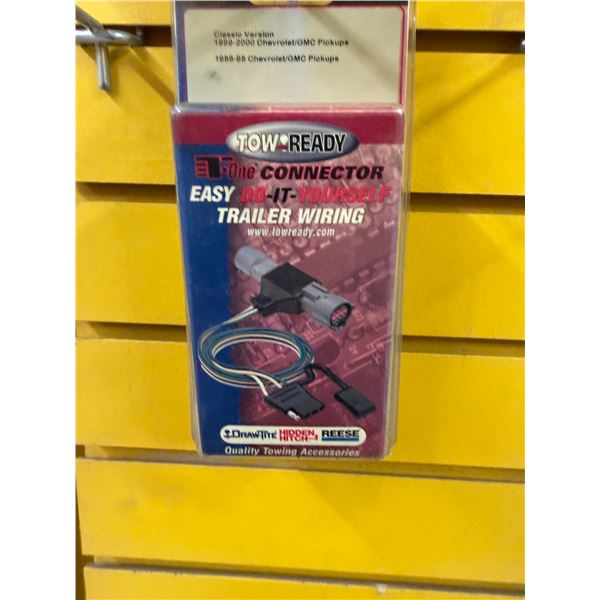 Classic Version
1999-2000 Chevrolet/GMC Pickups
1988-98 Chevrolet/GMC Pickups
TOW READY
T-One CONNECTOR
EASY DO-IT-YOURSELF
TRAILER WIRING
www.towready.com
DRAW-TITE HIDDEN HITCH REESE
Quality Towing Accessories